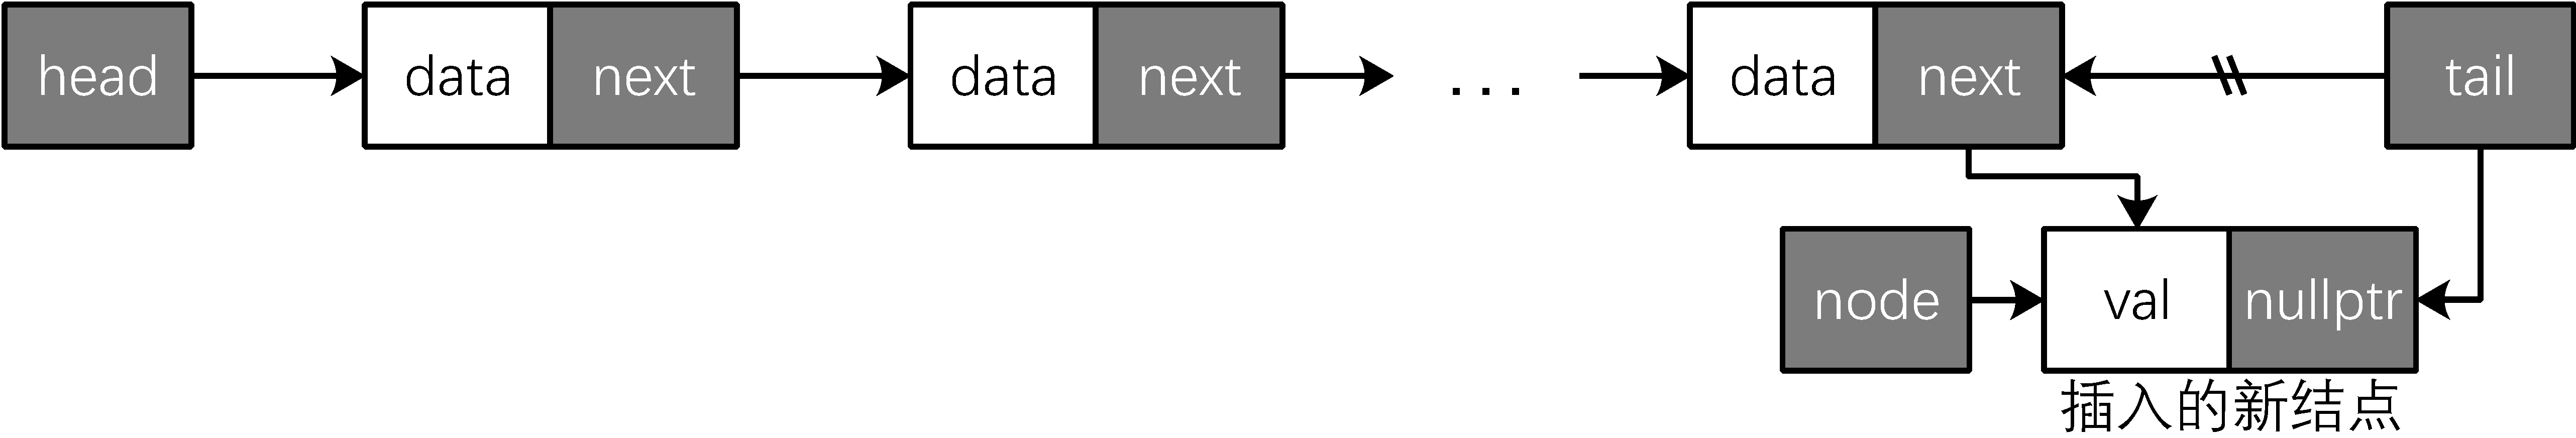 head data next data next ... data next tail
node val nullptr
插入的新结点